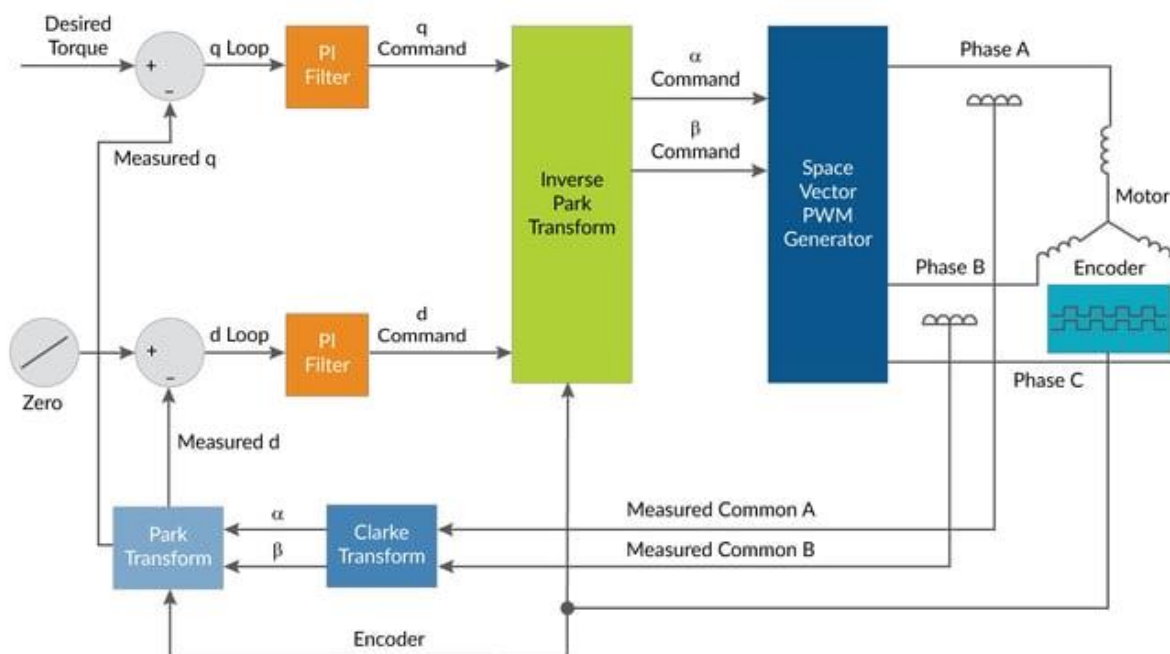 Desired
Torque
+
−
q Loop
PI
Filter
q
Command
Measured q
Inverse
Park
Transform
α
Command
β
Command
Space
Vector
PWM
Generator
Phase A
Motor
Phase B
Encoder
Phase C
Zero
+
−
d Loop
PI
Filter
d
Command
Measured d
Park
Transform
α
β
Clarke
Transform
Measured Common A
Measured Common B
Encoder